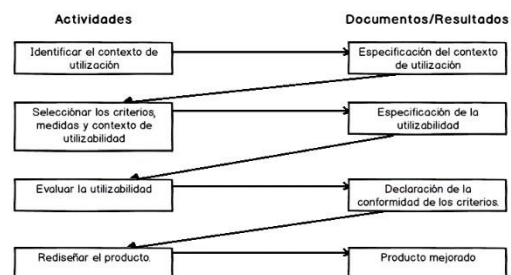 Actividades
Documentos/Resultados
Identificar el contexto de
utilización
Especificación del contexto
de utilización
Selecciónar los criterios,
medidas y contexto de
utilizabilidad
Especificación de la
utilizabilidad
Evaluar la utilizabilidad
Declaración de la
conformidad de los criterios.
Rediseñar el producto.
Producto mejorado